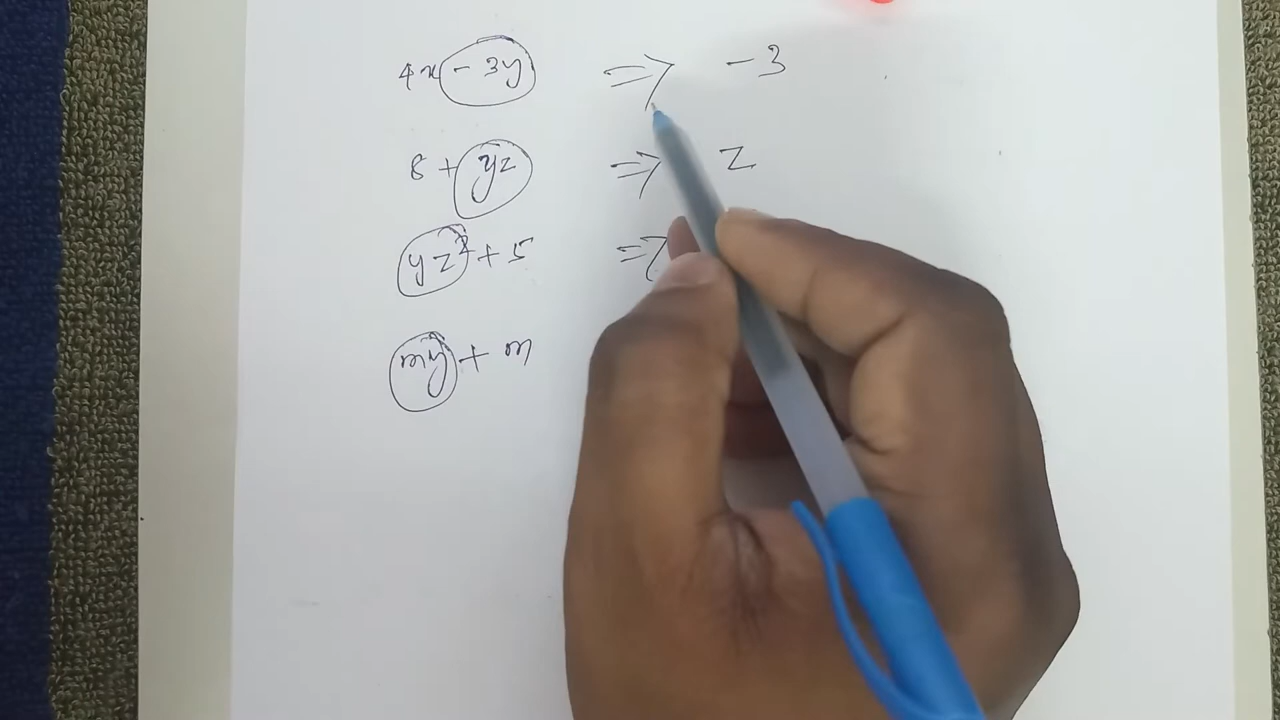 4x - 3y => -3
8 + yz => z
yz² + 5 =>
my + m